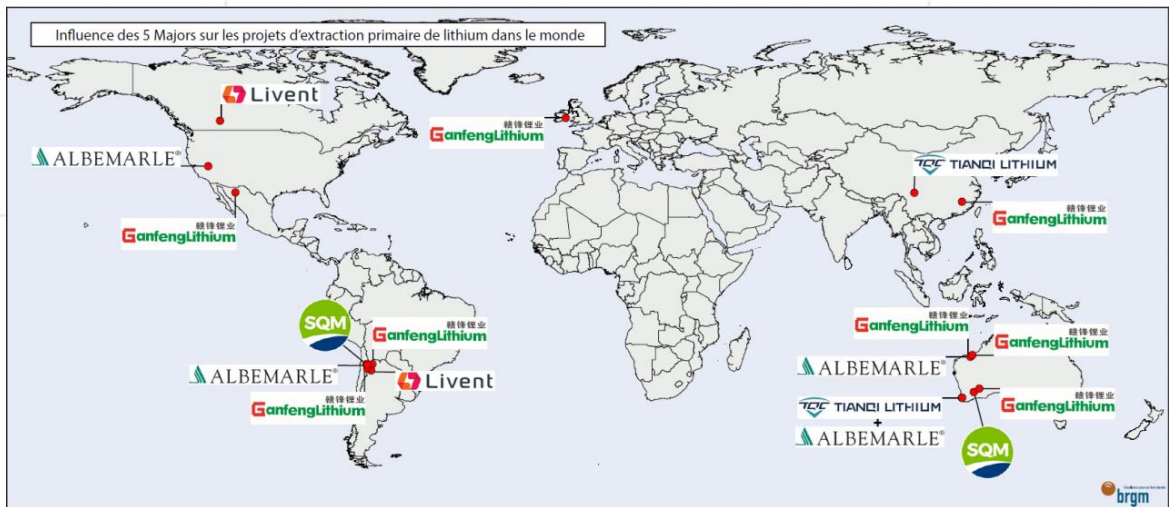 Influence des 5 Majors sur les projets d’extraction primaire de lithium dans le monde
Livent
ALBEMARLE®
赣锋锂业
GanfengLithium
赣锋锂业
GanfengLithium
TQC TIANQI LITHIUM
赣锋锂业
GanfengLithium
SQM
赣锋锂业
GanfengLithium
ALBEMARLE®
Livent
赣锋锂业
GanfengLithium
赣锋锂业
GanfengLithium
赣锋锂业
GanfengLithium
ALBEMARLE®
TQC TIANQI LITHIUM
+
ALBEMARLE®
赣锋锂业
GanfengLithium
SQM
brgm